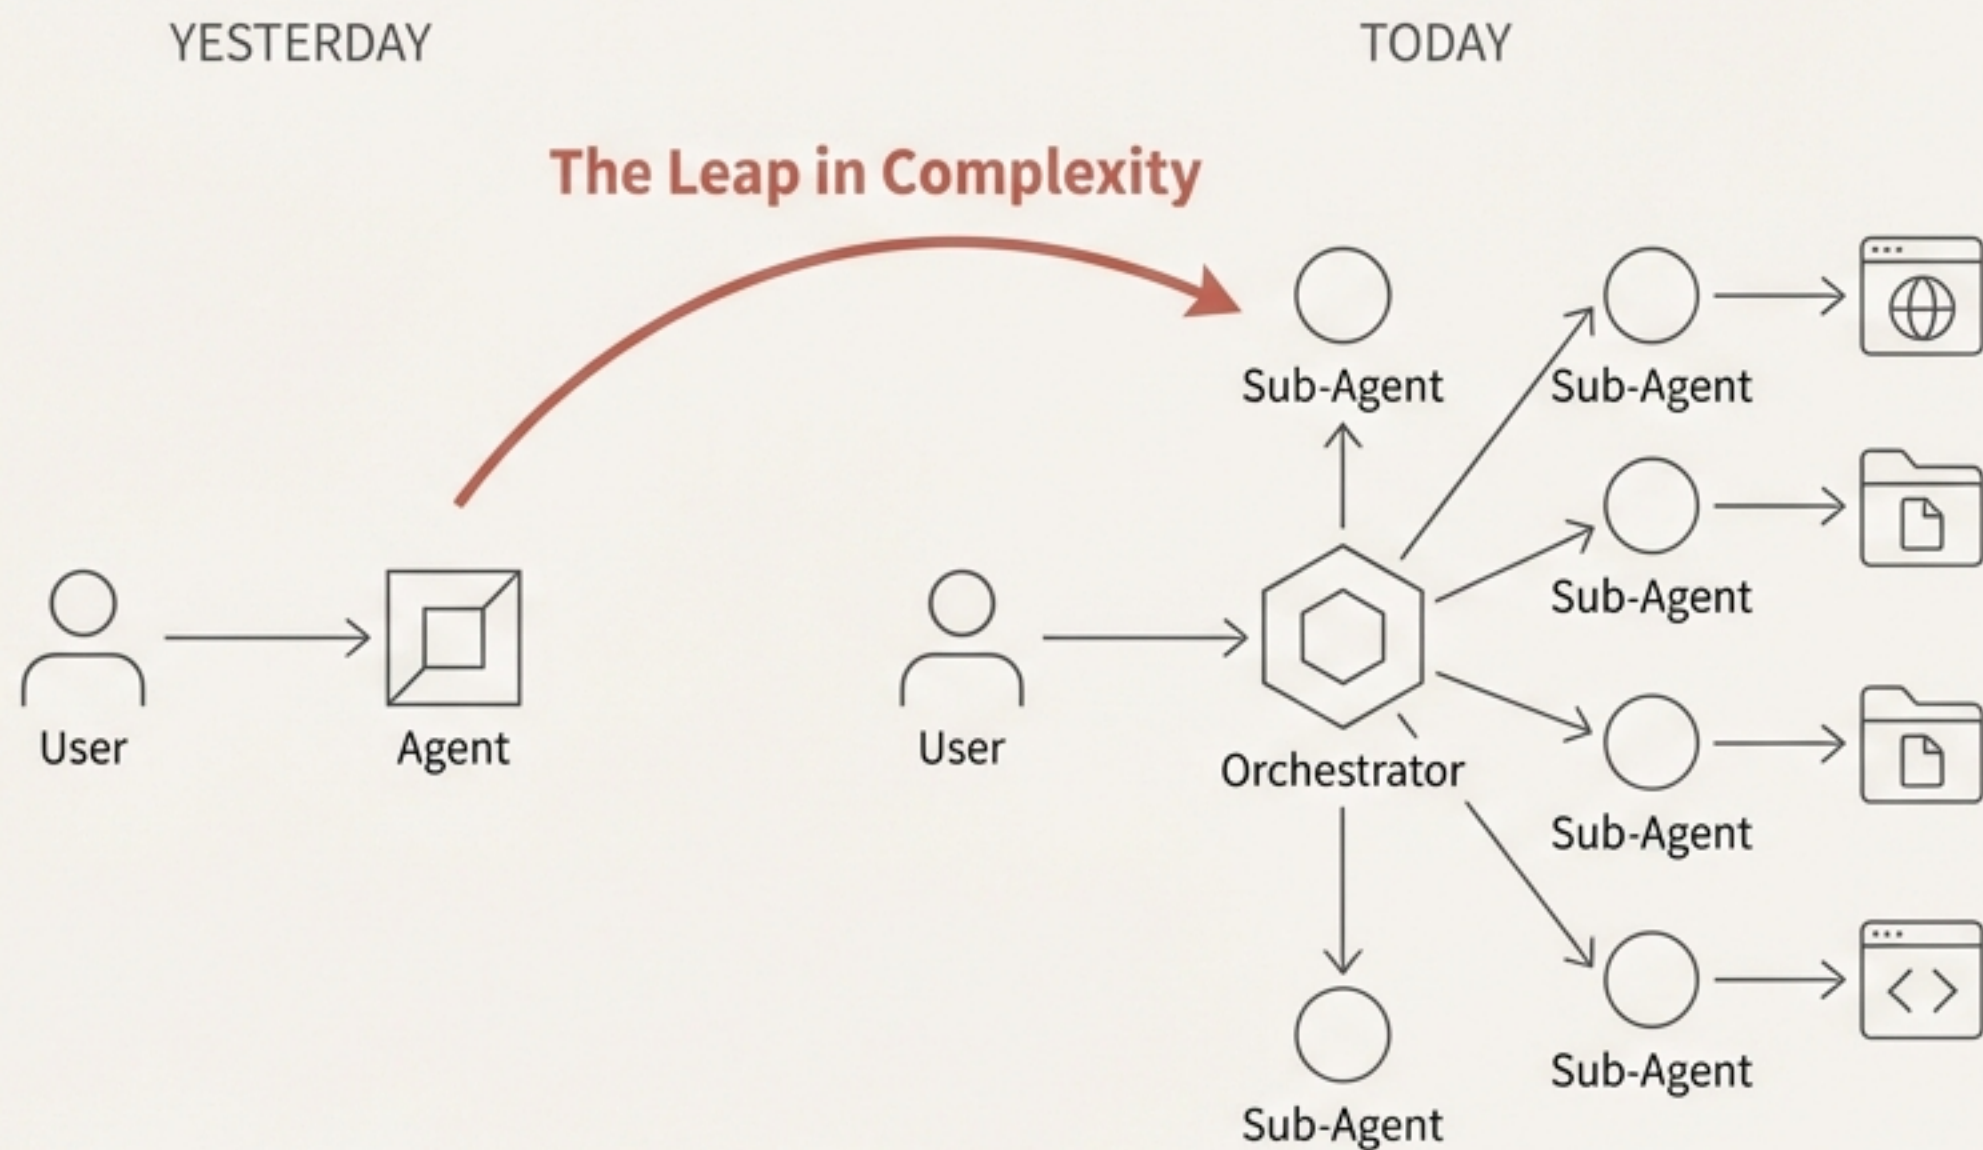 YESTERDAY
TODAY
The Leap in Complexity
Sub-Agent
Sub-Agent
Sub-Agent
User
Agent
User
Orchestrator
Sub-Agent
Sub-Agent
Sub-Agent